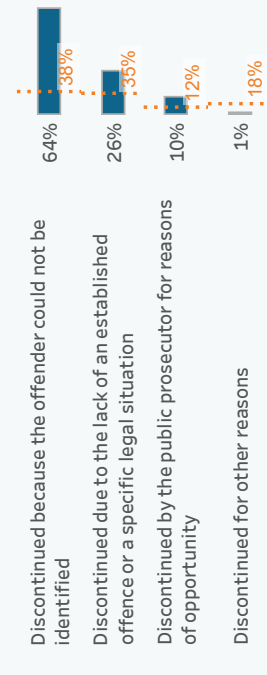 Discontinued because the offender could not be
identified
64%
38%
Discontinued due to the lack of an established
offence or a specific legal situation
26%
35%
Discontinued by the public prosecutor for reasons
of opportunity
10%
12%
Discontinued for other reasons
1%
18%